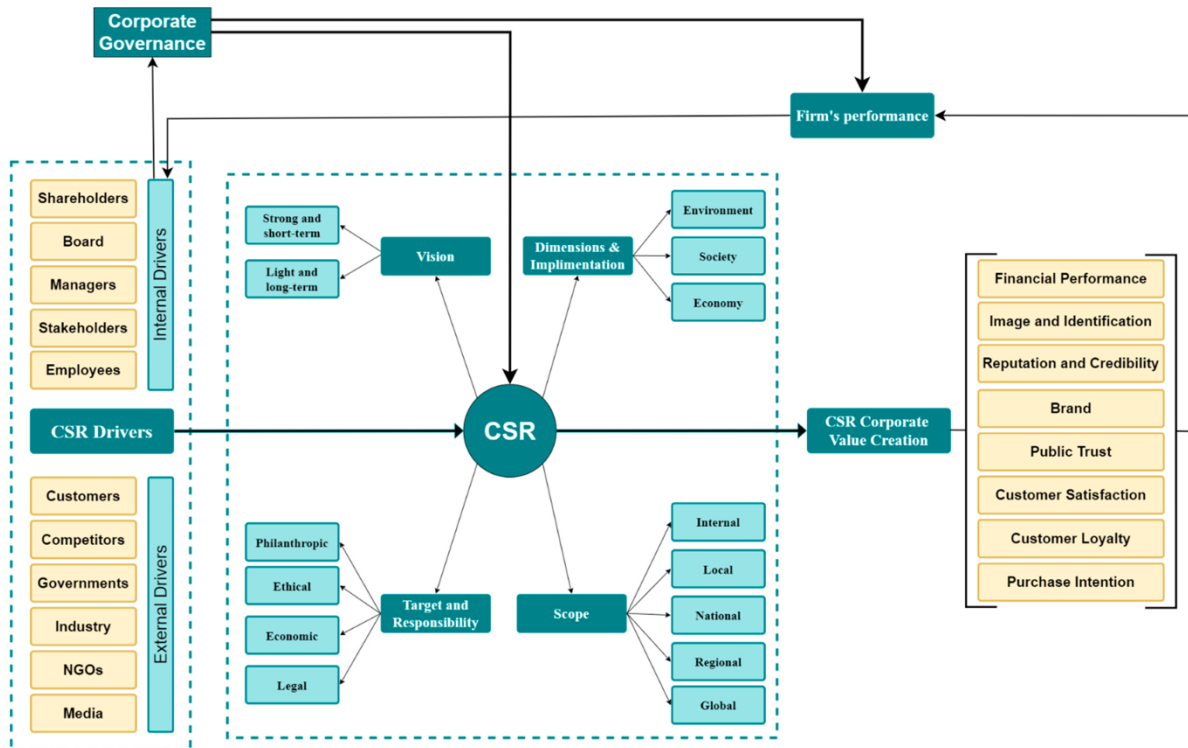 Corporate
Governance
Firm's performance
Shareholders
Board
Managers
Stakeholders
Employees
Internal Drivers
CSR Drivers
Customers
Competitors
Governments
Industry
NGOs
Media
External Drivers
Strong and
short-term
Light and
long-term
Vision
Dimensions &
Implimentation
Environment
Society
Economy
CSR
Philanthropic
Ethical
Economic
Legal
Target and
Responsibility
Scope
Internal
Local
National
Regional
Global
CSR Corporate
Value Creation
Financial Performance
Image and Identification
Reputation and Credibility
Brand
Public Trust
Customer Satisfaction
Customer Loyalty
Purchase Intention